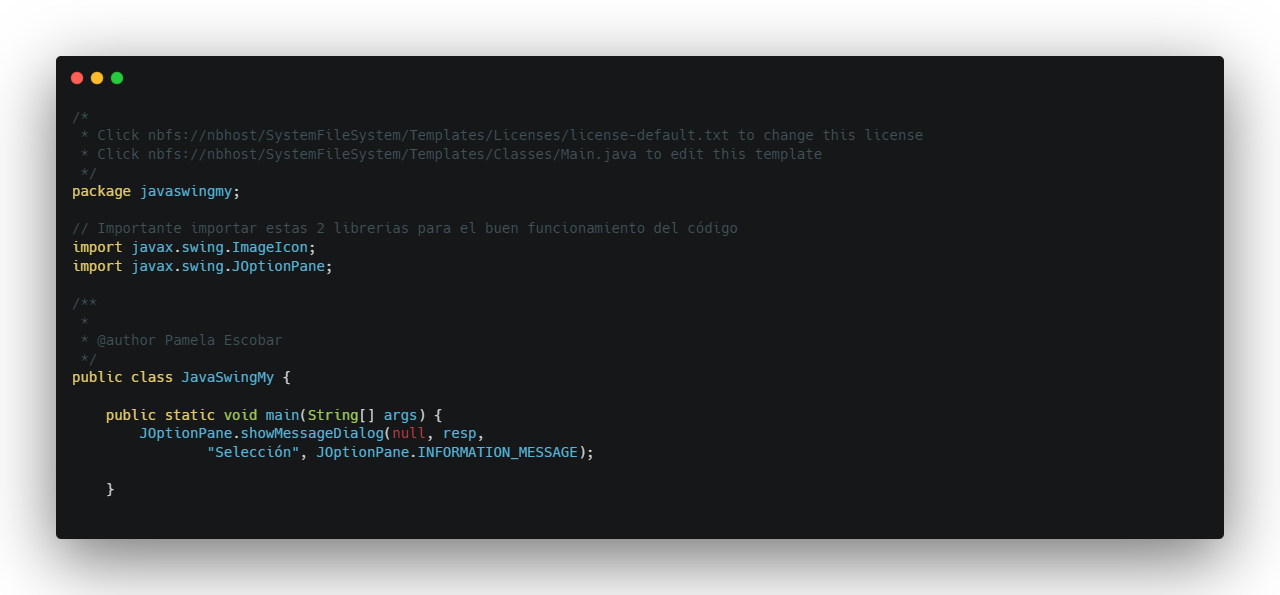 /*
 * Click nbfs://nbhost/SystemFileSystem/Templates/Licenses/license-default.txt to change this license
 * Click nbfs://nbhost/SystemFileSystem/Templates/Classes/Main.java to edit this template
 */
package javaswingmy;

// Importante importar estas 2 librerias para el buen funcionamiento del código
import javax.swing.ImageIcon;
import javax.swing.JOptionPane;

/**
 *
 * @author Pamela Escobar
 */
public class JavaSwingMy {

    public static void main(String[] args) {
        JOptionPane.showMessageDialog(null, resp,
                "Selección", JOptionPane.INFORMATION_MESSAGE);

    }